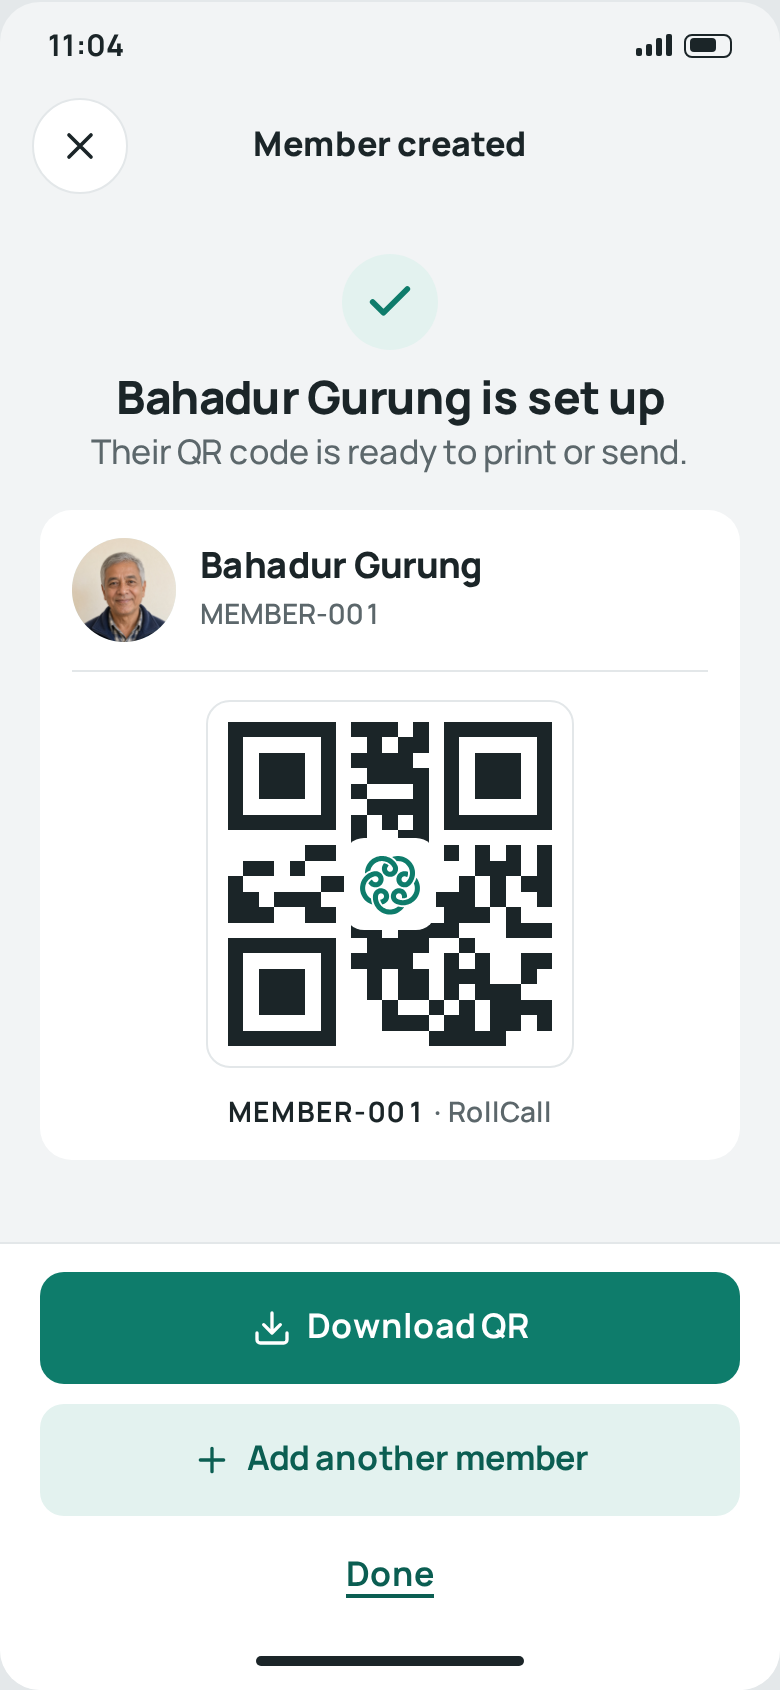 11:04
Member created
Bahadur Gurung is set up
Their QR code is ready to print or send.
Bahadur Gurung
MEMBER-001
MEMBER-001 · RollCall
Download QR
Add another member
Done